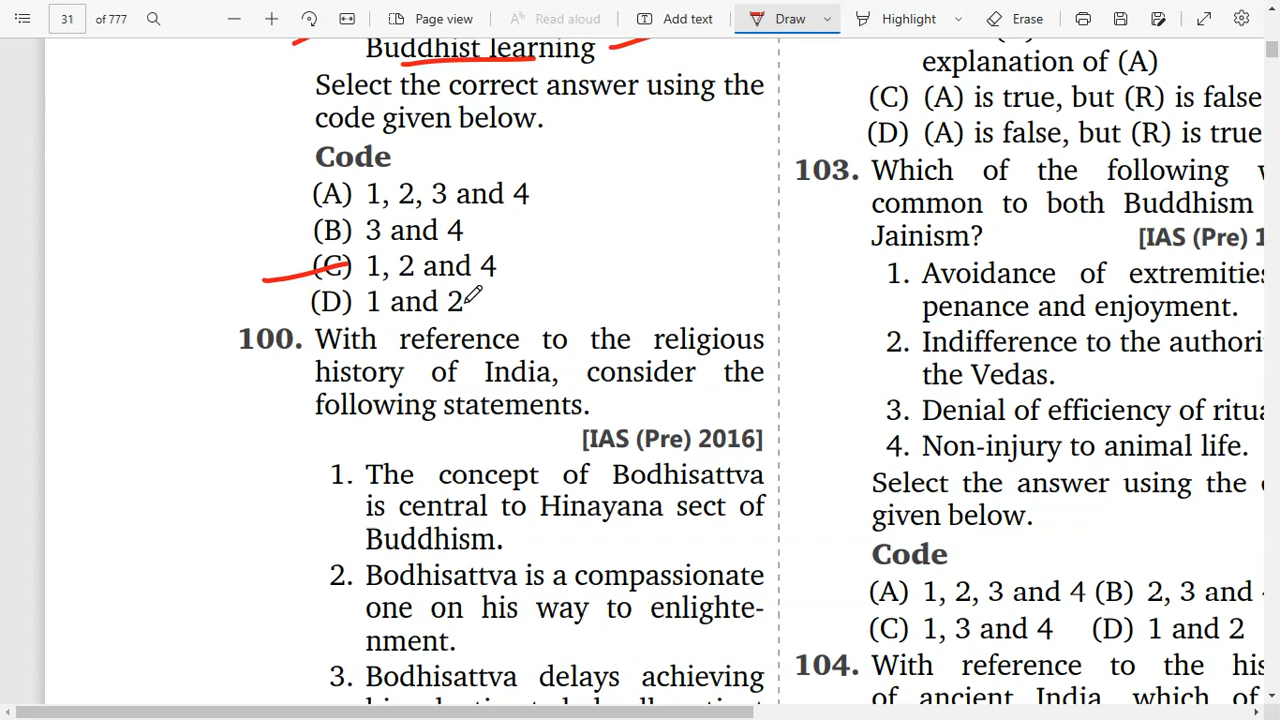 31
of 777
Page view
Read aloud
Add text
Draw
Highlight
Erase
Buddhist learning
Select the correct answer using the
code given below.
Code
(A) 1, 2, 3 and 4
(B) 3 and 4
(C) 1, 2 and 4
(D) 1 and 2
100. With reference to the religious
history of India, consider the
following statements.
[IAS (Pre) 2016]
1. The concept of Bodhisattva
is central to Hinayana sect of
Buddhism.
2. Bodhisattva is a compassionate
one on his way to enlighte-
nment.
3. Bodhisattva delays achieving
explanation of (A)
(C) (A) is true, but (R) is false
(D) (A) is false, but (R) is true
103. Which of the following
common to both Buddhism
Jainism? [IAS (Pre) 1
1. Avoidance of extremities
penance and enjoyment.
2. Indifference to the authori
the Vedas.
3. Denial of efficiency of ritua
4. Non-injury to animal life.
Select the answer using the
given below.
Code
(A) 1, 2, 3 and 4 (B) 2, 3 and
(C) 1, 3 and 4 (D) 1 and 2
104. With reference to the his
of ancient India, which of